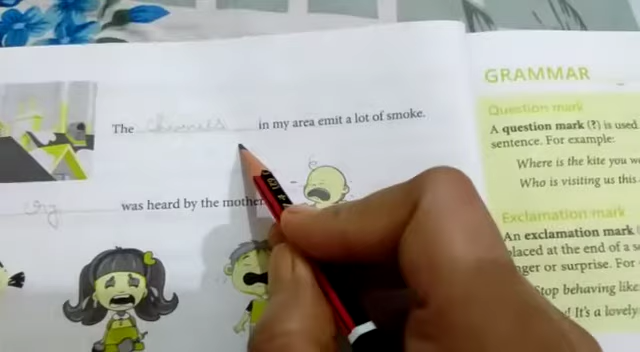 The chimneys in my area emit a lot of smoke.
cry was heard by the mother
GRAMMAR
Question mark
A question mark (?) is used
sentence. For example:
Where is the kite you w
Who is visiting us this
Exclamation mark
An exclamation mark
placed at the end of a se
nger or surprise. For
Stop behaving like
! It's a lovely